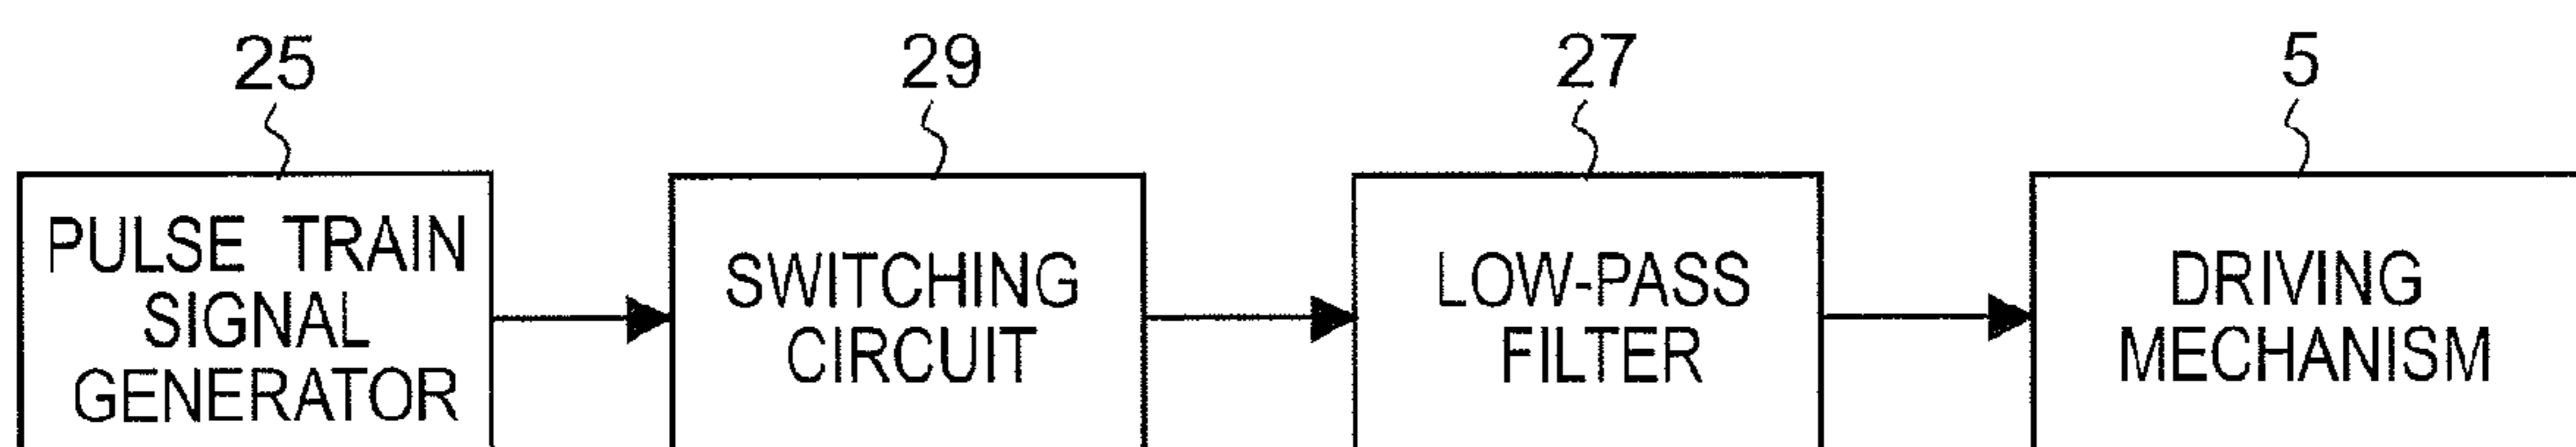 25
29
27
5
PULSE TRAIN
SIGNAL
GENERATOR
SWITCHING
CIRCUIT
LOW-PASS
FILTER
DRIVING
MECHANISM